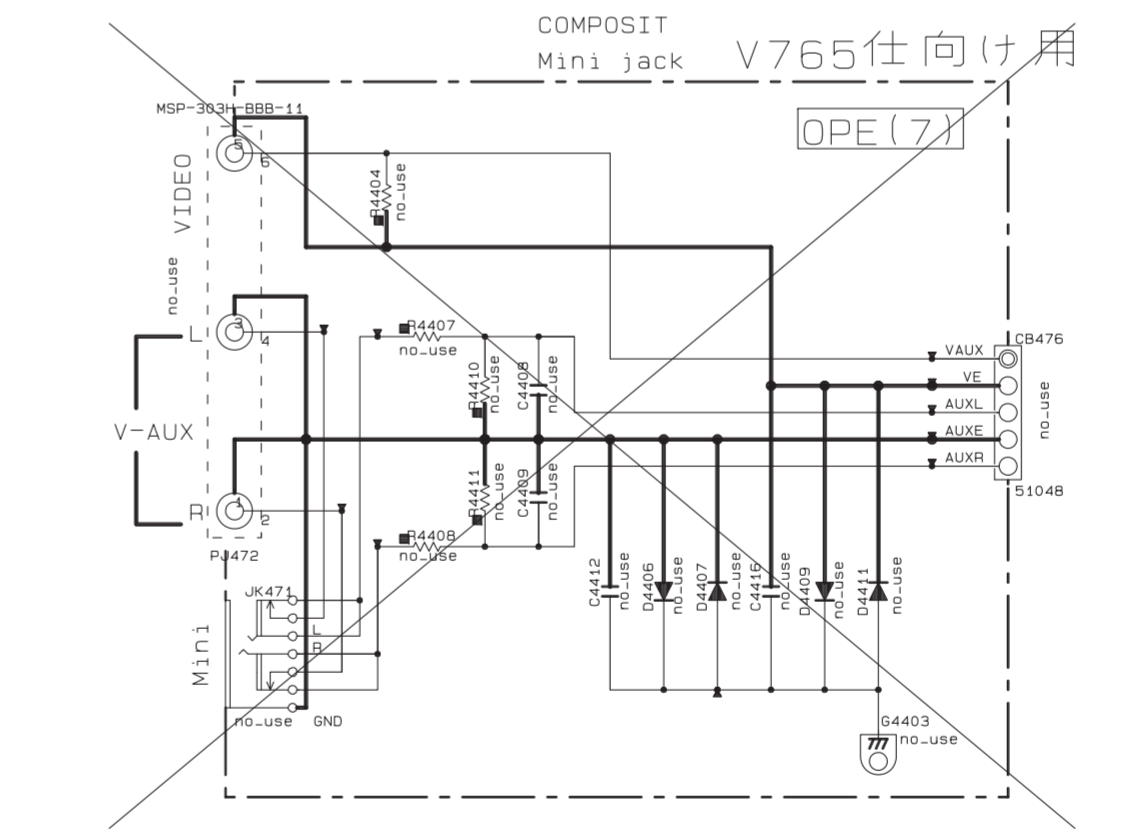 COMPOSIT
Mini jack
V765仕向け用
MSP-303H-BBB-11
OPE(7)
5
6
VIDEO
R4404
no_use
no_use
3
4
L
R4407
no_use
R4410
no_use
C4408
no_use
CB476
VAUX
VE
AUXL
AUXE
AUXR
no_use
51048
V-AUX
R
1
2
PJ472
R4411
no_use
C4409
no_use
R4408
no_use
C4412
no_use
D4406
no_use
D4407
no_use
C4416
no_use
D4409
no_use
D4411
no_use
JK471
L
R
Mini
no_use
GND
G4403
no_use